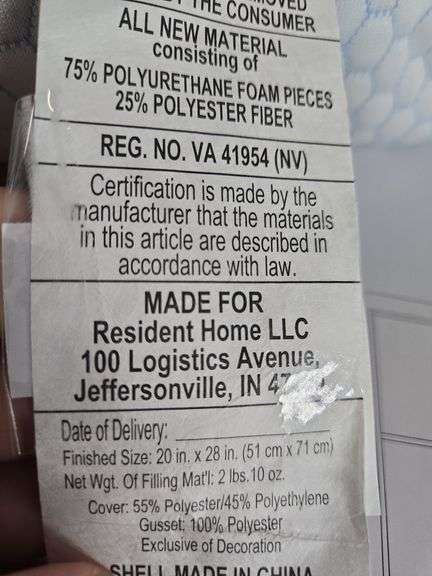 THE CONSUMER
ALL NEW MATERIAL
consisting of
75% POLYURETHANE FOAM PIECES
25% POLYESTER FIBER
REG. NO. VA 41954 (NV)
Certification is made by the
manufacturer that the materials
in this article are described in
accordance with law.
MADE FOR
Resident Home LLC
100 Logistics Avenue,
Jeffersonville, IN
Date of Delivery:
Finished Size: 20 in. x 28 in. (51 cm x 71 cm)
Net Wgt. Of Filling Mat'l: 2 lbs.10 oz.
Cover: 55% Polyester/45% Polyethylene
Gusset: 100% Polyester
Exclusive of Decoration
SHELL MADE IN CHINA